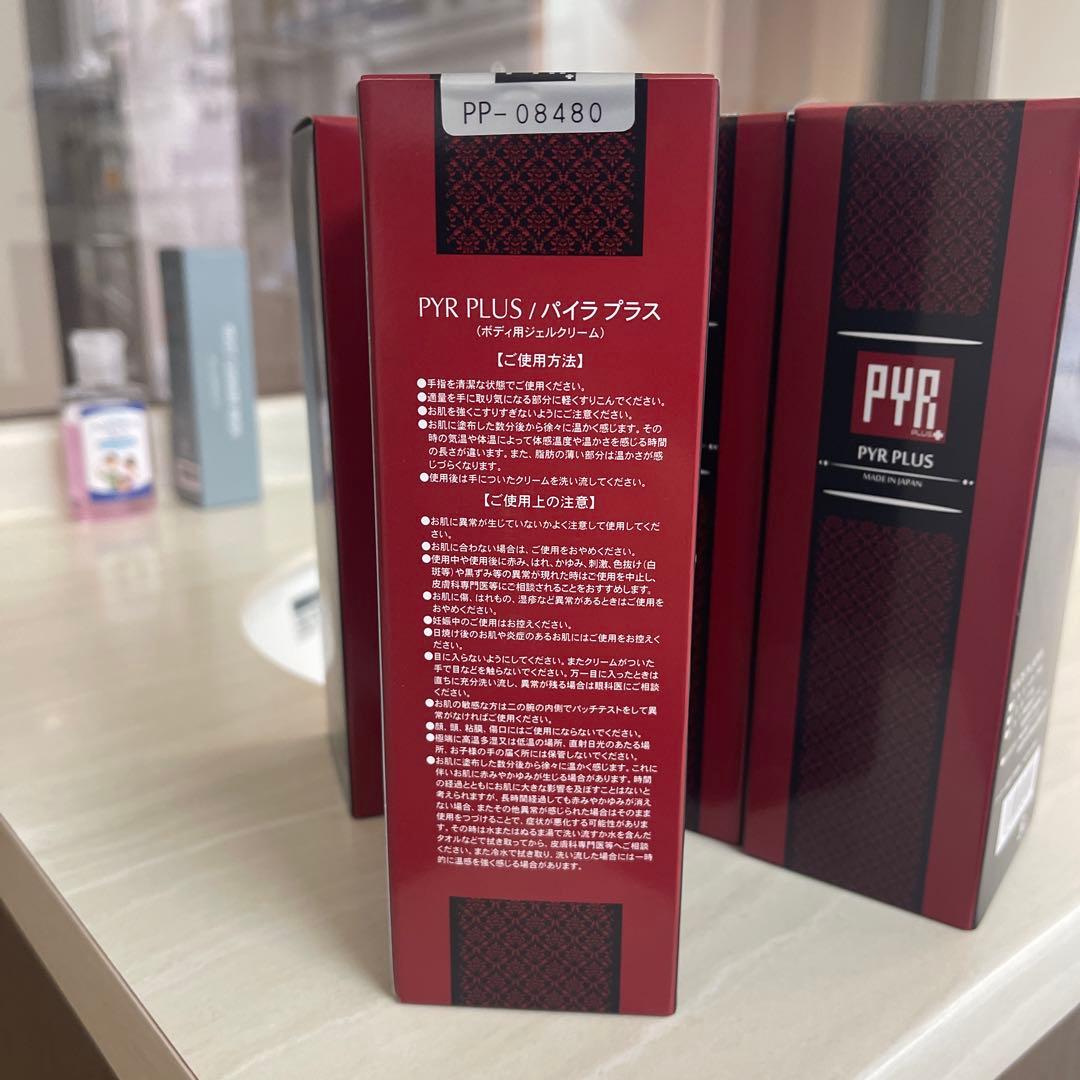 PP-08480
PYR PLUS / パイラ プラス
(ボディ用ジェルクリーム)
【ご使用方法】
●手指を清潔な状態でご使用ください。
●適量を手に取り気になる部分に軽くすりこんでください。
●お肌を強くこすりすぎないようにご注意ください。
●お肌に塗布した数分後から徐々に温かく感じます。その
時の気温や体温によって体感温度や温かさを感じる時間
の長さが違います。また、脂肪の薄い部分は温かさが感
じづらくなります。
●使用後は手についたクリームを洗い流してください。
【ご使用上の注意】
●お肌に異常が生じていないかよく注意して使用してくだ
さい。
●お肌に合わない場合は、ご使用をおやめください。
●使用中や使用後に赤み、はれ、かゆみ、刺激、色抜け(白
斑等)や黒ずみ等の異常が現れた時はご使用を中止し、
皮膚科専門医等にご相談されることをおすすめします。
●お肌に傷、はれもの、湿疹など異常があるときはご使用を
おやめください。
●妊娠中のご使用はお控えください。
●日焼け後のお肌や炎症のあるお肌にはご使用をお控えく
ださい。
●目に入らないようにしてください。またクリームがついた
手で目などを触らないでください。万一目に入ったときは
直ちに充分洗い流し、異常が残る場合は眼科医にご相談
ください。
●お肌の敏感な方は二の腕の内側でパッチテストをして異
常がなければご使用ください。
●顔、頭、粘膜、傷口にはご使用にならないでください。
●極端に高温多湿又は低温の場所、直射日光のあたる場
所、お子様の手の届く所には保管しないでください。
●お肌に塗布した数分後から徐々に温かく感じます。これに
伴いお肌に赤みやかゆみが生じる場合があります。時間
の経過とともにお肌に大きな影響を及ぼすことはないと
考えられますが、長時間経過しても赤みやかゆみが消え
ない場合、またその他異常が感じられた場合はそのまま
使用をつづけることで、症状が悪化する可能性がありま
す。その時は水またはぬるま湯で洗い流すか水を含んだ
タオルなどで拭き取ってから、皮膚科専門医等へご相談
ください。また冷水で拭き取り、洗い流した場合には一時
的に温感を強く感じる場合があります。
PYR
PLUS
PYR PLUS
MADE IN JAPAN